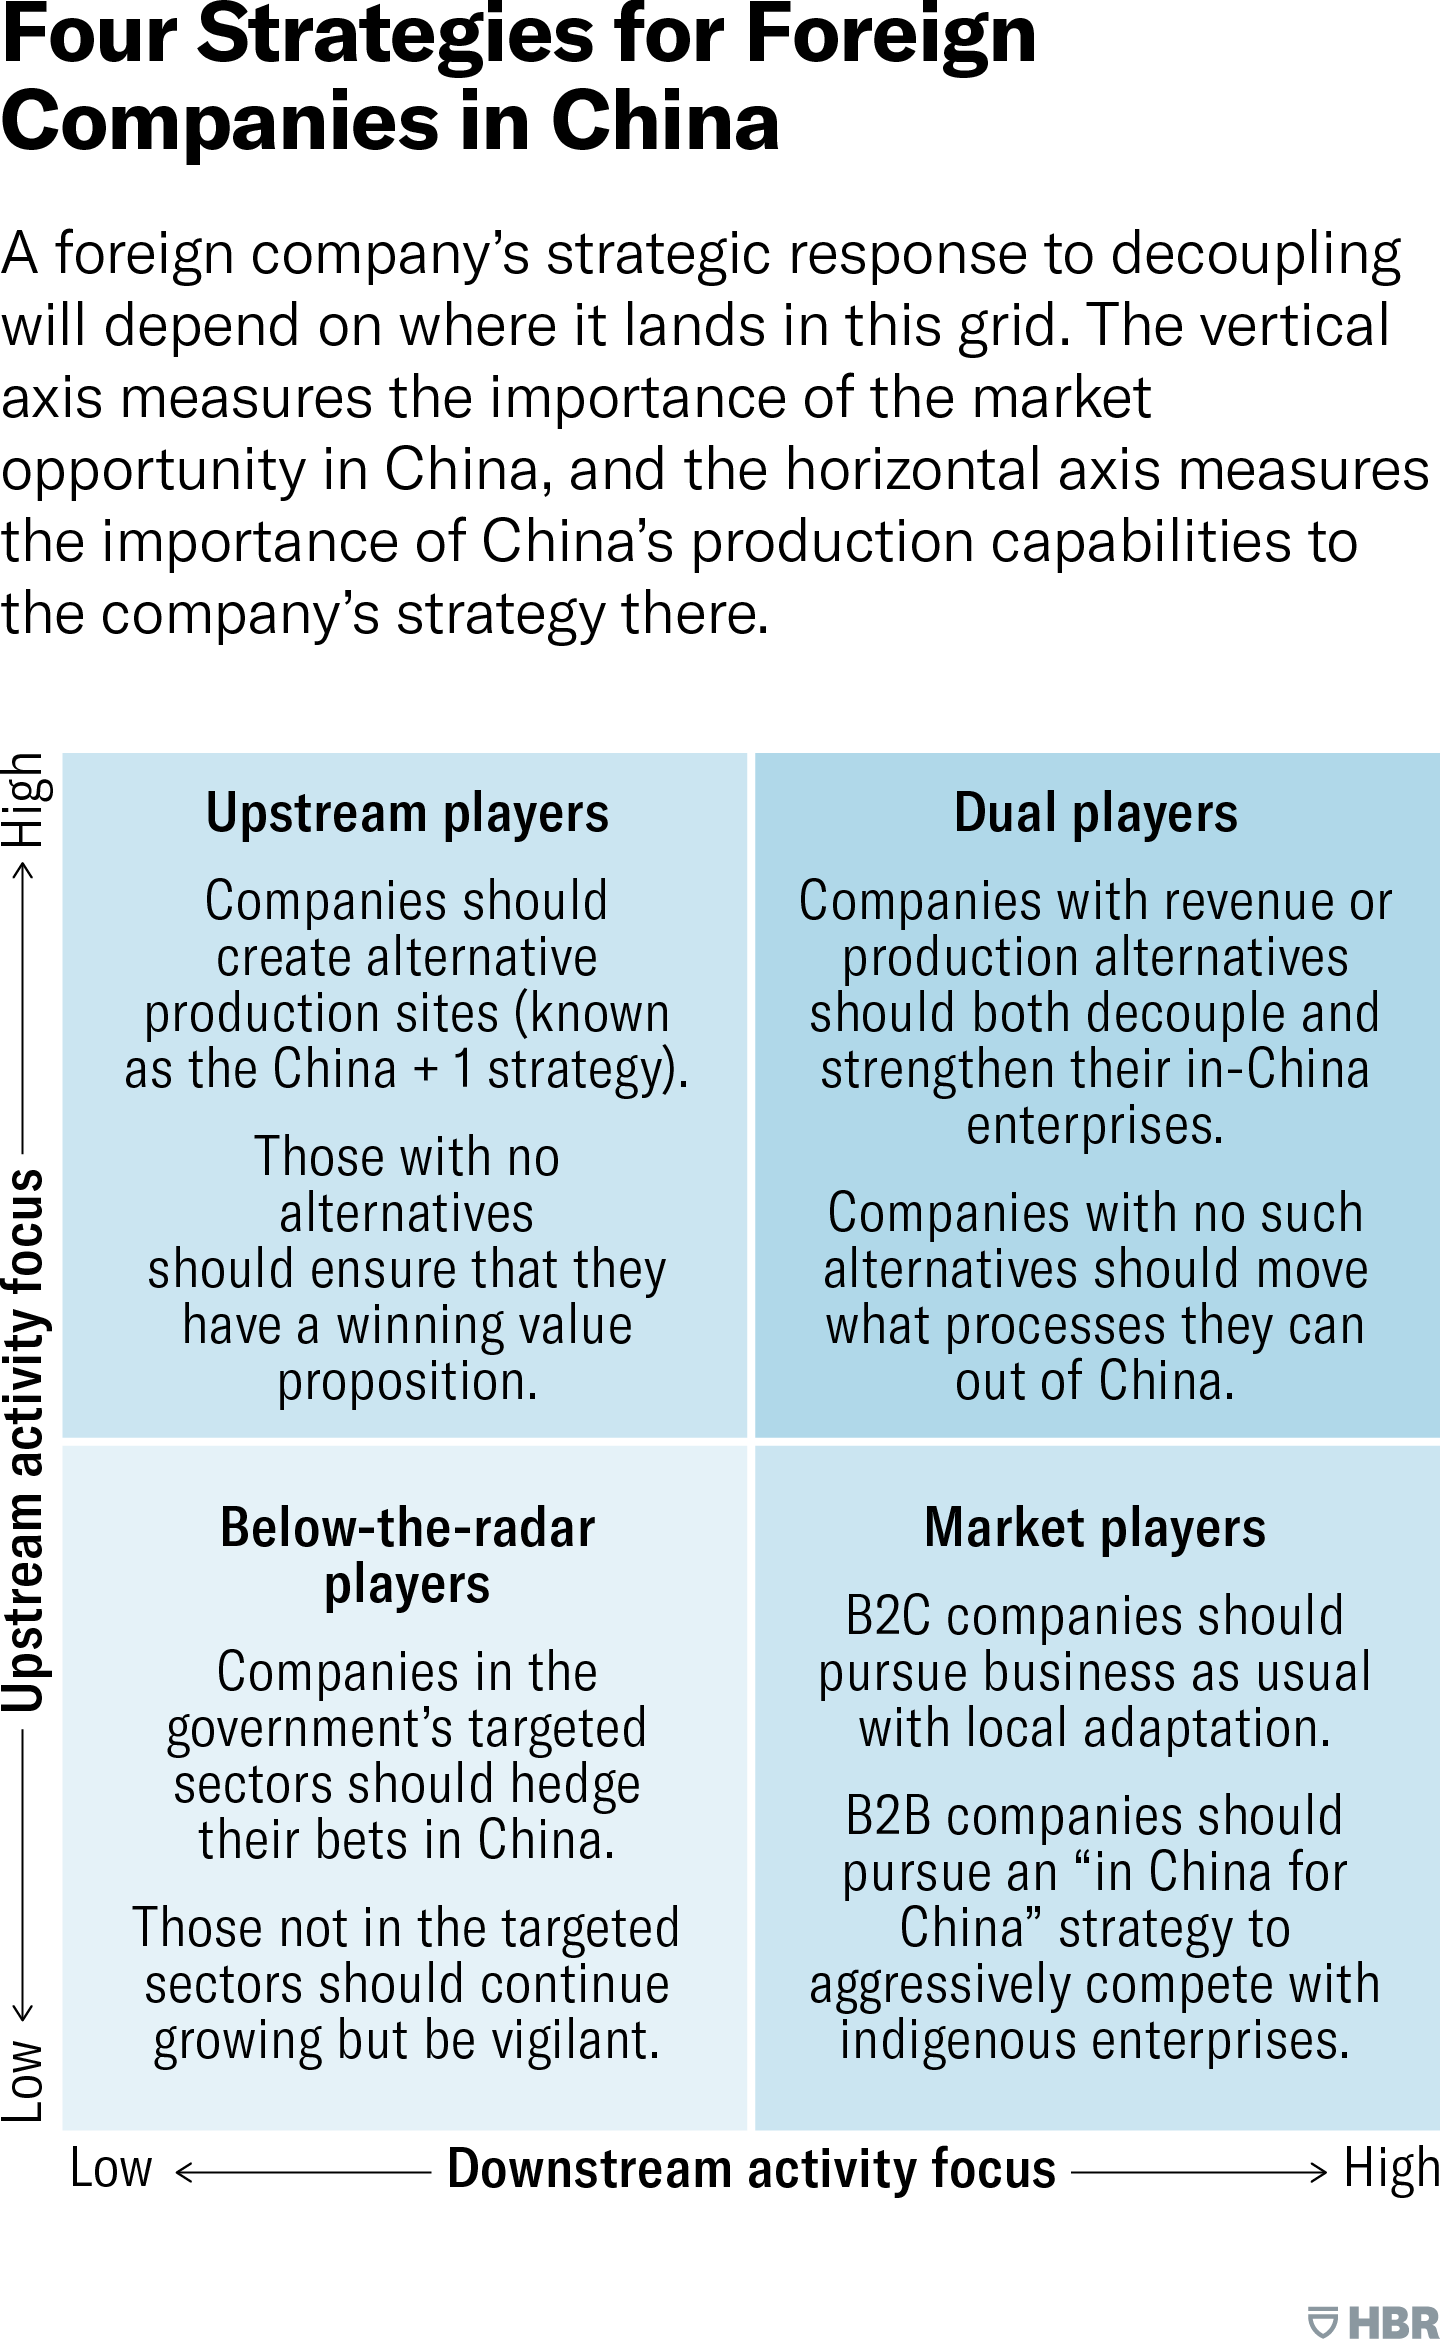 Four Strategies for Foreign
Companies in China
A foreign company’s strategic response to decoupling
will depend on where it lands in this grid. The vertical
axis measures the importance of the market
opportunity in China, and the horizontal axis measures
the importance of China’s production capabilities to
the company’s strategy there.
High
Upstream activity focus
Low
Upstream players
Companies should
create alternative
production sites (known
as the China + 1 strategy).
Those with no
alternatives
should ensure that they
have a winning value
proposition.
Dual players
Companies with revenue or
production alternatives
should both decouple and
strengthen their in-China
enterprises.
Companies with no such
alternatives should move
what processes they can
out of China.
Below-the-radar
players
Companies in the
government’s targeted
sectors should hedge
their bets in China.
Those not in the targeted
sectors should continue
growing but be vigilant.
Market players
B2C companies should
pursue business as usual
with local adaptation.
B2B companies should
pursue an “in China for
China” strategy to
aggressively compete with
indigenous enterprises.
Low
Downstream activity focus
High
HBR